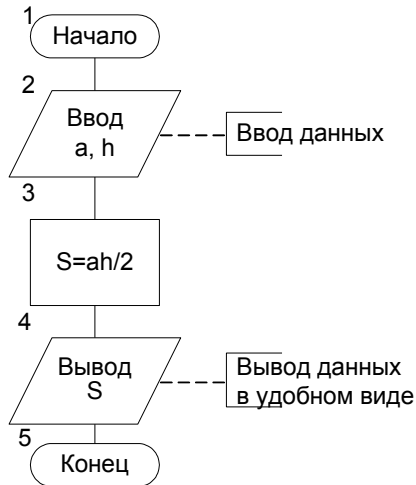 1
Начало
2
Ввод
a, h
Ввод данных
3
S=ah/2
4
Вывод
S
Вывод данных
в удобном виде
5
Конец